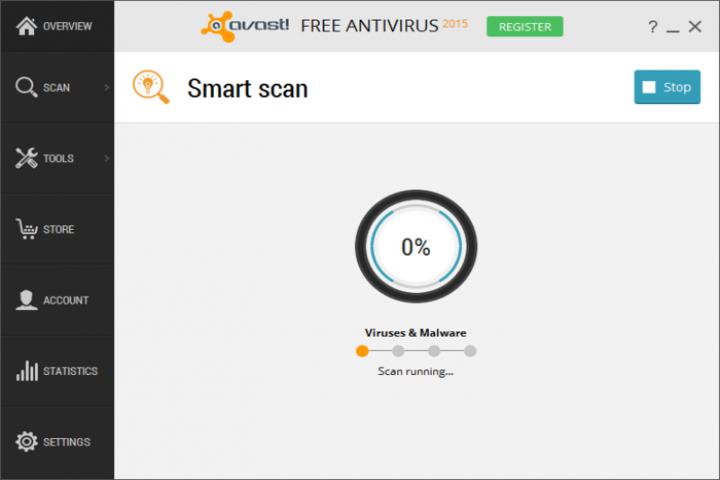 OVERVIEW
SCAN
TOOLS
STORE
ACCOUNT
STATISTICS
SETTINGS
avast! FREE ANTIVIRUS 2015 REGISTER ?
Smart scan
Stop
0%
Viruses & Malware
Scan running...